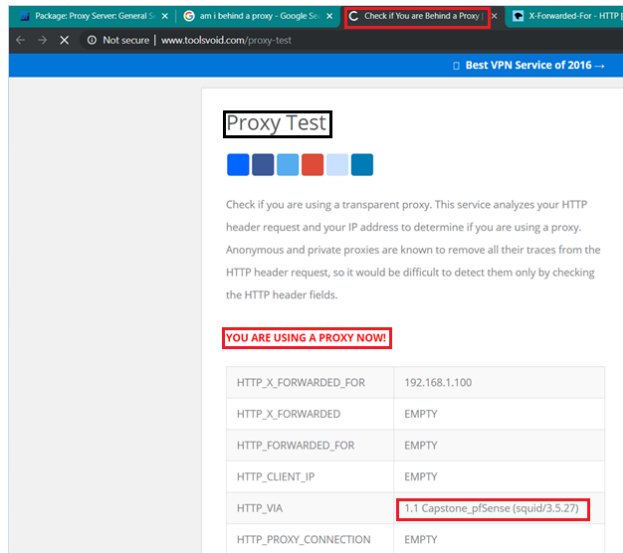 Package: Proxy Server: General S
am i behind a proxy - Google Se
Check if You are Behind a Proxy |
X-Forwarded-For - HTTP |
Not secure | www.toolsvoid.com/proxy-test
Best VPN Service of 2016 →
Proxy Test
Check if you are using a transparent proxy. This service analyzes your HTTP
header request and your IP address to determine if you are using a proxy.
Anonymous and private proxies are known to remove all their traces from the
HTTP header request, so it would be difficult to detect them only by checking
the HTTP header fields.
YOU ARE USING A PROXY NOW!
HTTP_X_FORWARDED_FOR 192.168.1.100
HTTP_X_FORWARDED EMPTY
HTTP_FORWARDED_FOR EMPTY
HTTP_CLIENT_IP EMPTY
HTTP_VIA 1.1 Capstone_pfSense (squid/3.5.27)
HTTP_PROXY_CONNECTION EMPTY